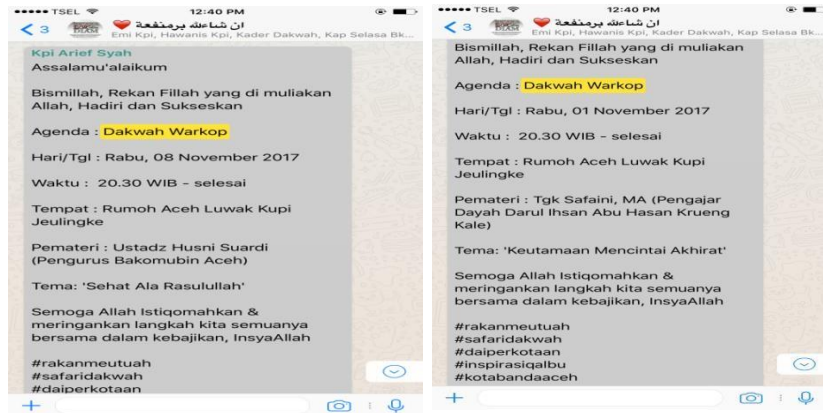 TSEL 12:40 PM
< 3 ان شاءالله برمنفعة
Emi Kpi, Hawanis Kpi, Kader Dakwah, Kap Selasa Bk...
Kpi Arief Syah
Assalamu'alaikum
Bismillah, Rekan Fillah yang di muliakan
Allah, Hadiri dan Sukseskan
Agenda : Dakwah Warkop
Hari/Tgl : Rabu, 08 November 2017
Waktu : 20.30 WIB - selesai
Tempat : Rumoh Aceh Luwak Kupi
Jeulingke
Pemateri : Ustadz Husni Suardi
(Pengurus Bakomubin Aceh)
Tema: 'Sehat Ala Rasulullah'
Semoga Allah Istiqomahkan &
meringankan langkah kita semuanya
bersama dalam kebajikan, InsyaAllah
#rakanmeutuah
#safaridakwah
#daiperkotaan
TSEL 12:40 PM
< 3 ان شاءالله برمنفعة
Emi Kpi, Hawanis Kpi, Kader Dakwah, Kap Selasa Bk...
Bismillah, Rekan Fillah yang di muliakan
Allah, Hadiri dan Sukseskan
Agenda : Dakwah Warkop
Hari/Tgl : Rabu, 01 November 2017
Waktu : 20.30 WIB - selesai
Tempat : Rumoh Aceh Luwak Kupi
Jeulingke
Pemateri : Tgk Safaini, MA (Pengajar
Dayah Darul Ihsan Abu Hasan Krueng
Kale)
Tema: 'Keutamaan Mencintai Akhirat'
Semoga Allah Istiqomahkan &
meringankan langkah kita semuanya
bersama dalam kebajikan, InsyaAllah
#rakanmeutuah
#safaridakwah
#daiperkotaan
#inspirasiqalbu
#kotabandaaceh